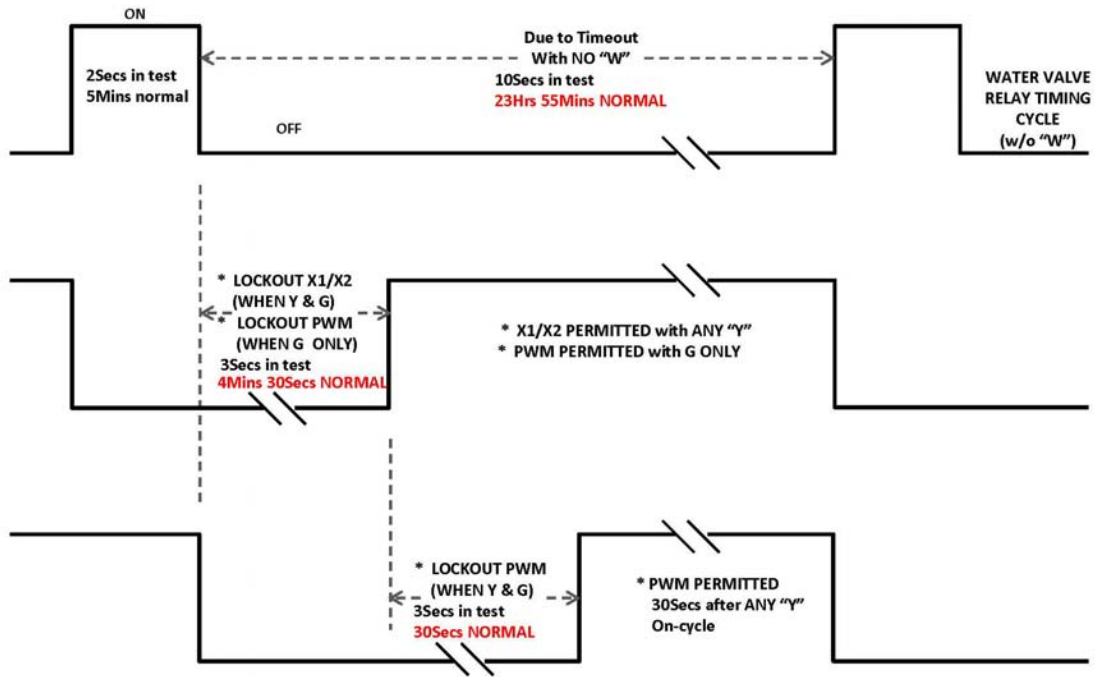 ON
2Secs in test
5Mins normal
OFF
Due to Timeout
With NO “W”
10Secs in test
23Hrs 55Mins NORMAL
WATER VALVE
RELAY TIMING
CYCLE
(w/o “W”)
* LOCKOUT X1/X2
(WHEN Y & G)
* LOCKOUT PWM
(WHEN G ONLY)
3Secs in test
4Mins 30Secs NORMAL
* X1/X2 PERMITTED with ANY “Y”
* PWM PERMITTED with G ONLY
* LOCKOUT PWM
(WHEN Y & G)
3Secs in test
30Secs NORMAL
* PWM PERMITTED
30Secs after ANY “Y”
On-cycle